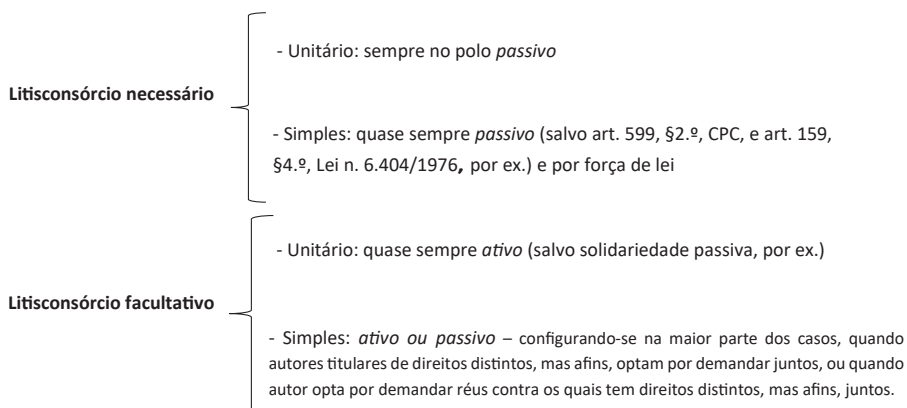 - Unitário: sempre no polo passivo
Litisconsórcio necessário
- Simples: quase sempre passivo (salvo art. 599, §2.º, CPC, e art. 159,
§4.º, Lei n. 6.404/1976, por ex.) e por força de lei
- Unitário: quase sempre ativo (salvo solidariedade passiva, por ex.)
Litisconsórcio facultativo
- Simples: ativo ou passivo – configurando-se na maior parte dos casos, quando
autores titulares de direitos distintos, mas afins, optam por demandar juntos, ou quando
autor opta por demandar réus contra os quais tem direitos distintos, mas afins, juntos.